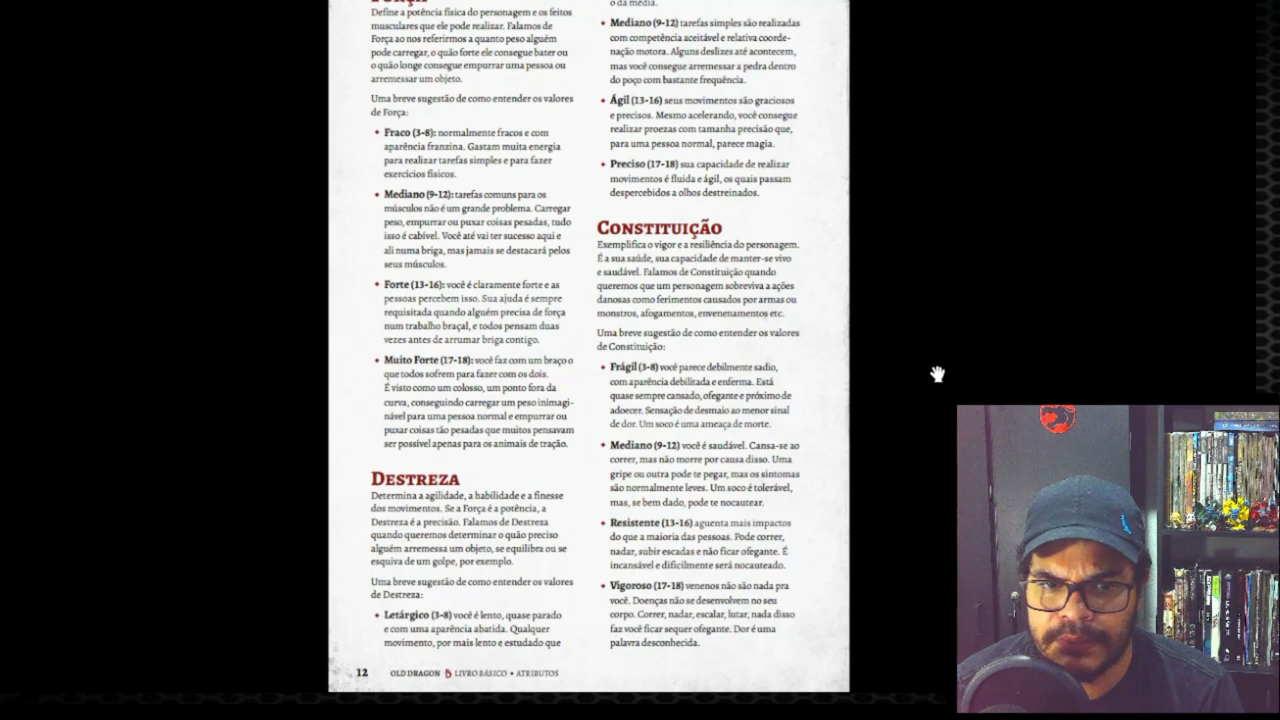 FORÇA
Define a potência física do personagem e os feitos
musculares que ele pode realizar. Falamos de
Força ao nos referirmos a quanto peso alguém
pode carregar, o quão forte ele consegue bater ou
o quão longe consegue empurrar uma pessoa ou
arremessar um objeto.
Uma breve sugestão de como entender os valores
de Força:
• Fraco (3-8): normalmente fracos e com
aparência franzina. Gastam muita energia
para realizar tarefas simples e para fazer
exercícios físicos.
• Mediano (9-12): tarefas comuns para os
músculos não é um grande problema. Carregar
peso, empurrar ou puxar coisas pesadas, tudo
isso é cabível. Você até vai ter sucesso aqui e
ali numa briga, mas jamais se destacará pelos
seus músculos.
• Forte (13-16): você é claramente forte e as
pessoas percebem isso. Sua ajuda é sempre
requisitada quando alguém precisa de força
num trabalho braçal, e todos pensam duas
vezes antes de arrumar briga contigo.
• Muito Forte (17-18): você faz com um braço o
que todos sofrem para fazer com os dois.
É visto como um colosso, um ponto fora da
curva, conseguindo carregar um peso inimagi-
nável para uma pessoa normal e empurrar ou
puxar coisas tão pesadas que muitos pensavam
ser possível apenas para os animais de tração.
DESTREZA
Determina a agilidade, a habilidade e a finesse
dos movimentos. Se a Força é a potência, a
Destreza é a precisão. Falamos de Destreza
quando queremos determinar o quão preciso
alguém arremessa um objeto, se equilibra ou se
esquiva de um golpe, por exemplo.
Uma breve sugestão de como entender os valores
de Destreza:
• Letárgico (3-8) você é lento, quase parado
e com uma aparência abatida. Qualquer
movimento, por mais lento e estudado que
o da média.
• Mediano (9-12) tarefas simples são realizadas
com competência aceitável e relativa coorde-
nação motora. Alguns deslizes até acontecem,
mas você consegue arremessar a pedra dentro
do poço com bastante frequência.
• Ágil (13-16) seus movimentos são graciosos
e precisos. Mesmo acelerando, você consegue
realizar proezas com tamanha precisão que,
para uma pessoa normal, parece magia.
• Preciso (17-18) sua capacidade de realizar
movimentos é fluida e ágil, os quais passam
despercebidos a olhos destreinados.
CONSTITUIÇÃO
Exemplifica o vigor e a resiliência do personagem.
É a sua saúde, sua capacidade de manter-se vivo
e saudável. Falamos de Constituição quando
queremos que um personagem sobreviva a ações
danosas como ferimentos causados por armas ou
monstros, afogamentos, envenenamentos etc.
Uma breve sugestão de como entender os valores
de Constituição:
• Frágil (3-8) você parece debilmente sadio,
com aparência debilitada e enferma. Está
quase sempre cansado, ofegante e próximo de
adoecer. Sensação de desmaio ao menor sinal
de dor. Um soco é uma ameaça de morte.
• Mediano (9-12) você é saudável. Cansa-se ao
correr, mas não morre por causa disso. Uma
gripe ou outra pode te pegar, mas os sintomas
são normalmente leves. Um soco é tolerável,
mas, se bem dado, pode te nocautear.
• Resistente (13-16) aguenta mais impactos
do que a maioria das pessoas. Pode correr,
nadar, subir escadas e não ficar ofegante. É
incansável e dificilmente será nocauteado.
• Vigoroso (17-18) venenos não são nada pra
você. Doenças não se desenvolvem no seu
corpo. Correr, nadar, escalar, lutar, nada disso
faz você ficar sequer ofegante. Dor é uma
palavra desconhecida.
12 OLD DRAGON LIVRO BÁSICO • ATRIBUTOS